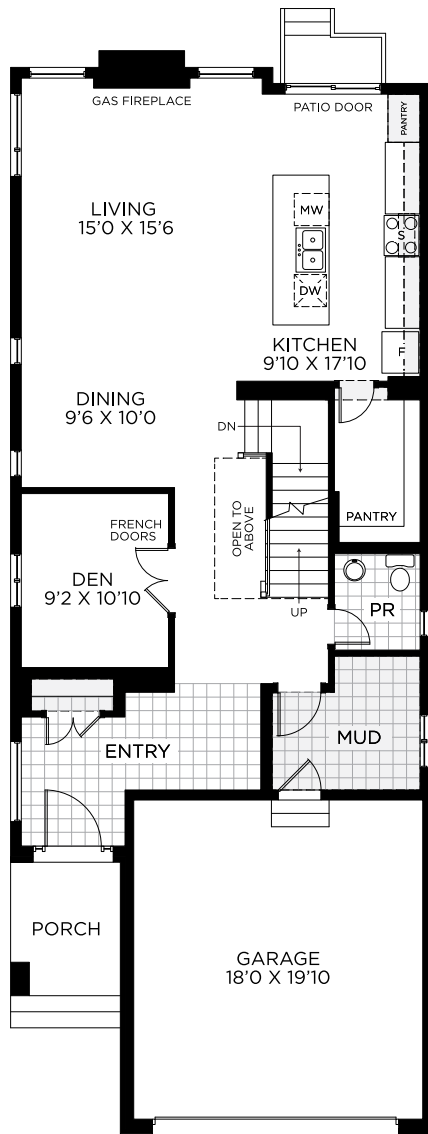 GAS FIREPLACE
PATIO DOOR
PANTRY
LIVING
15'0 X 15'6
MW
S
DW
KITCHEN
9'10 X 17'10
F
DINING
9'6 X 10'0
DN
OPEN TO
ABOVE
PANTRY
FRENCH
DOORS
DEN
9'2 X 10'10
UP
PR
ENTRY
MUD
PORCH
GARAGE
18'0 X 19'10